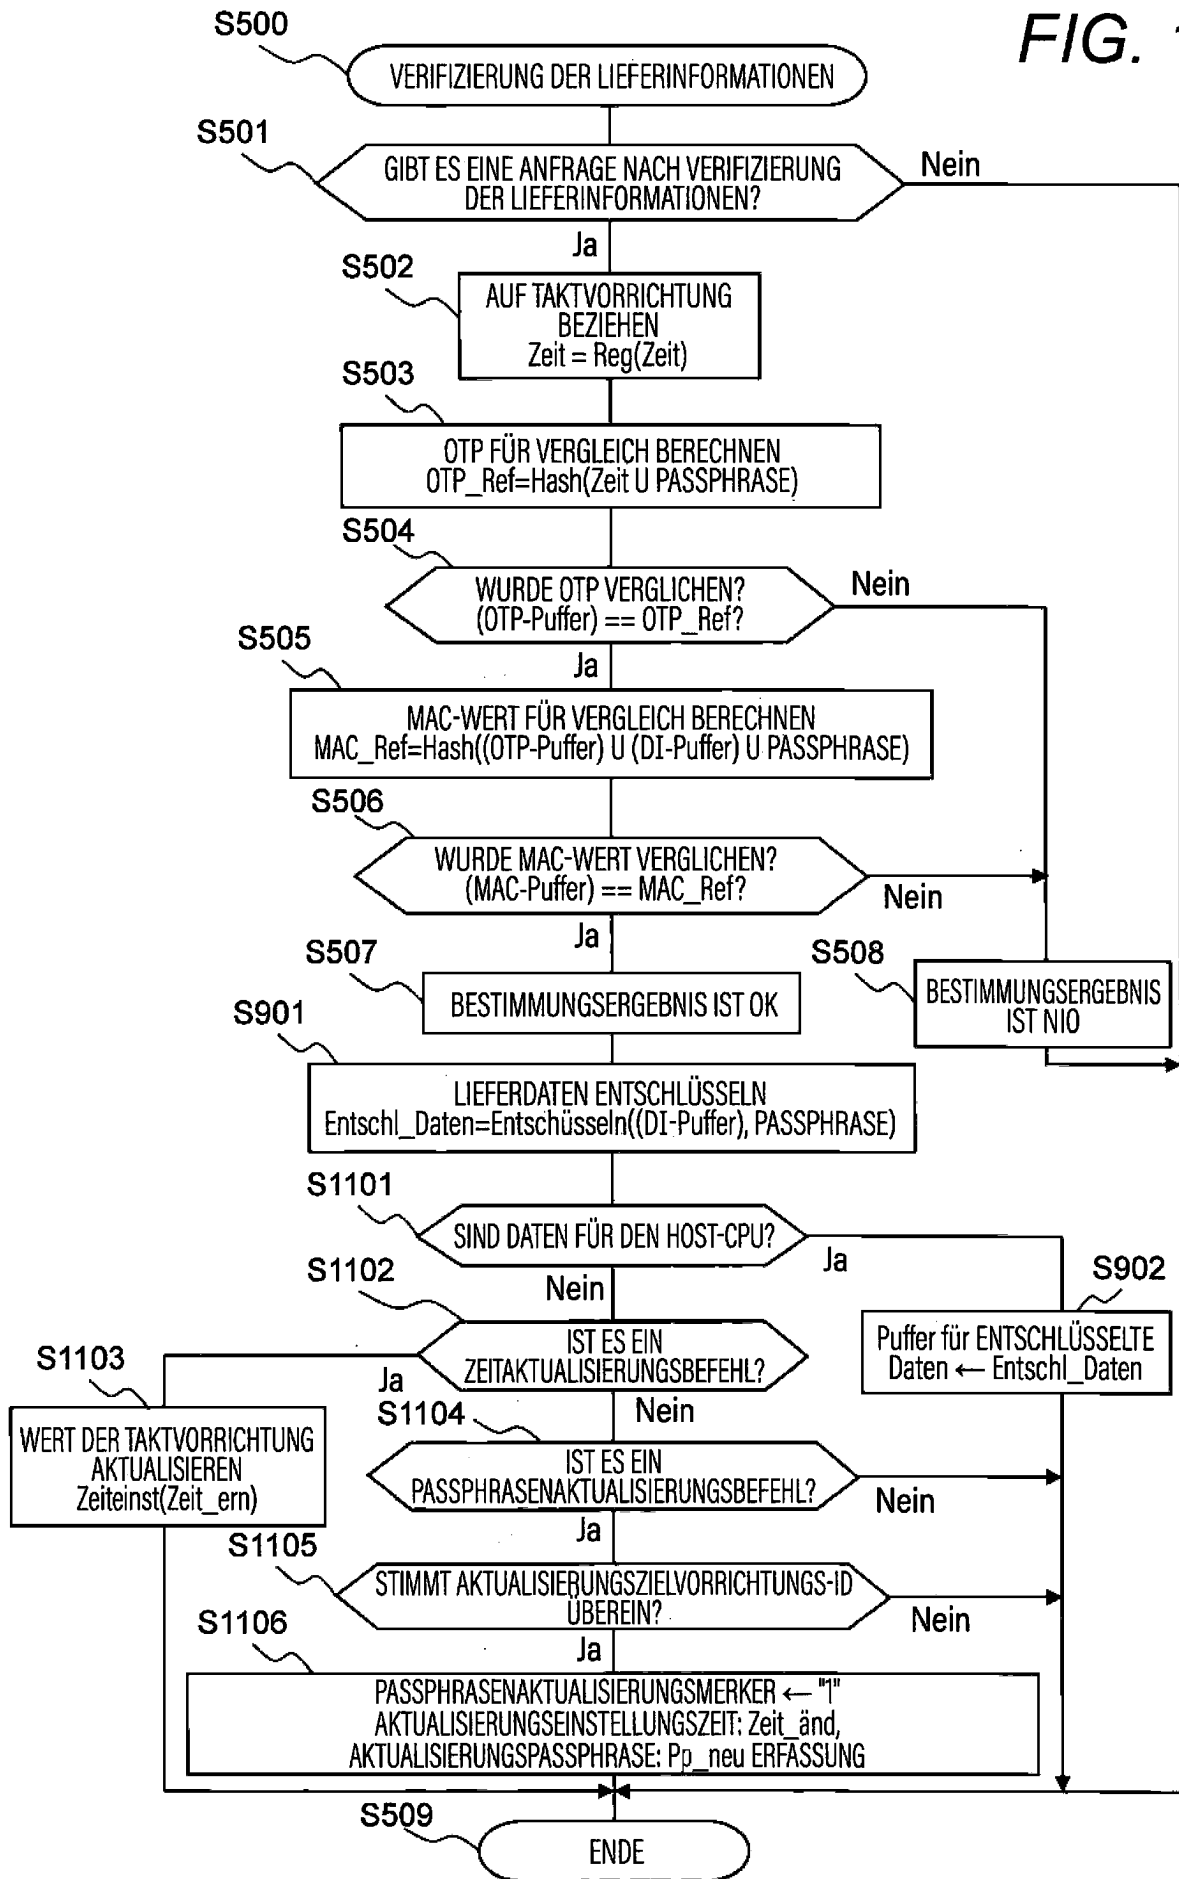 FIG. 1
S500
VERIFIZIERUNG DER LIEFERINFORMATIONEN
S501
GIBT ES EINE ANFRAGE NACH VERIFIZIERUNG
DER LIEFERINFORMATIONEN?
Nein
Ja
S502
AUF TAKTVORRICHTUNG
BEZIEHEN
Zeit = Reg(Zeit)
S503
OTP FÜR VERGLEICH BERECHNEN
OTP_Ref=Hash(Zeit U PASSPHRASE)
S504
WURDE OTP VERGLICHEN?
(OTP-Puffer) == OTP_Ref?
Nein
Ja
S505
MAC-WERT FÜR VERGLEICH BERECHNEN
MAC_Ref=Hash((OTP-Puffer) U (DI-Puffer) U PASSPHRASE)
S506
WURDE MAC-WERT VERGLICHEN?
(MAC-Puffer) == MAC_Ref?
Nein
Ja
S507
BESTIMMUNGSERGEBNIS IST OK
S508
BESTIMMUNGSERGEBNIS
IST NIO
S901
LIEFERDATEN ENTSCHLÜSSELN
Entschl_Daten=Entschüsseln((DI-Puffer), PASSPHRASE)
S1101
SIND DATEN FÜR DEN HOST-CPU?
Ja
Nein
S902
Puffer für ENTSCHLÜSSELTE
Daten ← Entschl_Daten
S1102
IST ES EIN
ZEITAKTUALISIERUNGSBEFEHL?
Ja
Nein
S1103
WERT DER TAKTVORRICHTUNG
AKTUALISIEREN
Zeiteinst(Zeit_ern)
S1104
IST ES EIN
PASSPHRASENAKTUALISIERUNGSBEFEHL?
Nein
Ja
S1105
STIMMT AKTUALISIERUNGSZIELVORRICHTUNGS-ID
ÜBEREIN?
Nein
Ja
S1106
PASSPHRASENAKTUALISIERUNGSMERKER ← "1"
AKTUALISIERUNGSEINSTELLUNGSZEIT: Zeit_änd,
AKTUALISIERUNGSPASSPHRASE: Pp_neu ERFASSUNG
S509
ENDE